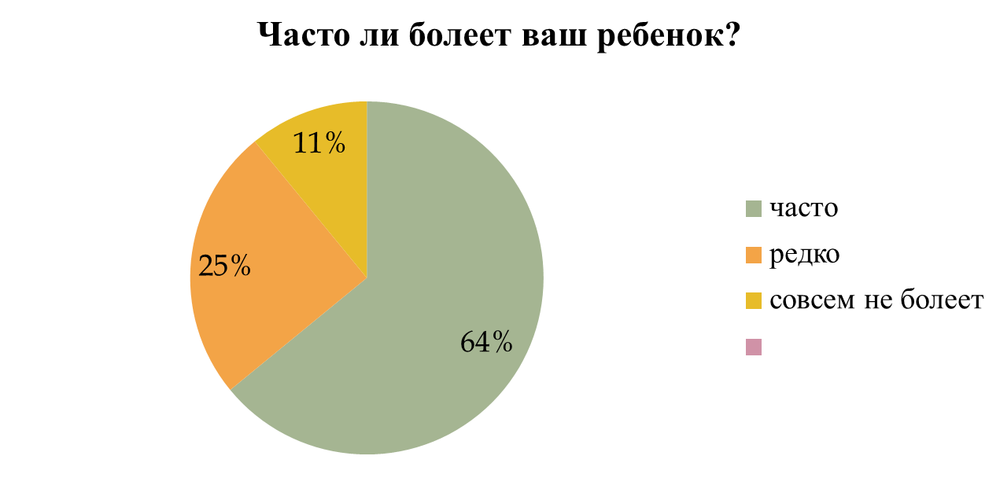 Часто ли болеет ваш ребенок?
11%
25%
64%
часто
редко
совсем не болеет